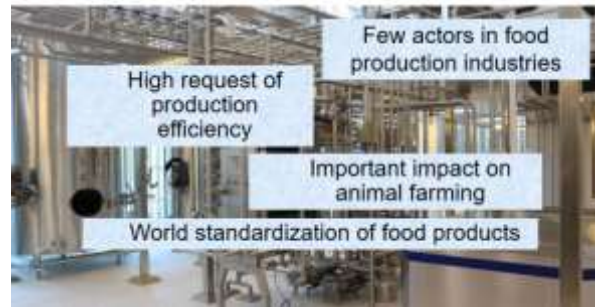 Few actors in food
production industries
High request of
production
efficiency
Important impact on
animal farming
World standardization of food products